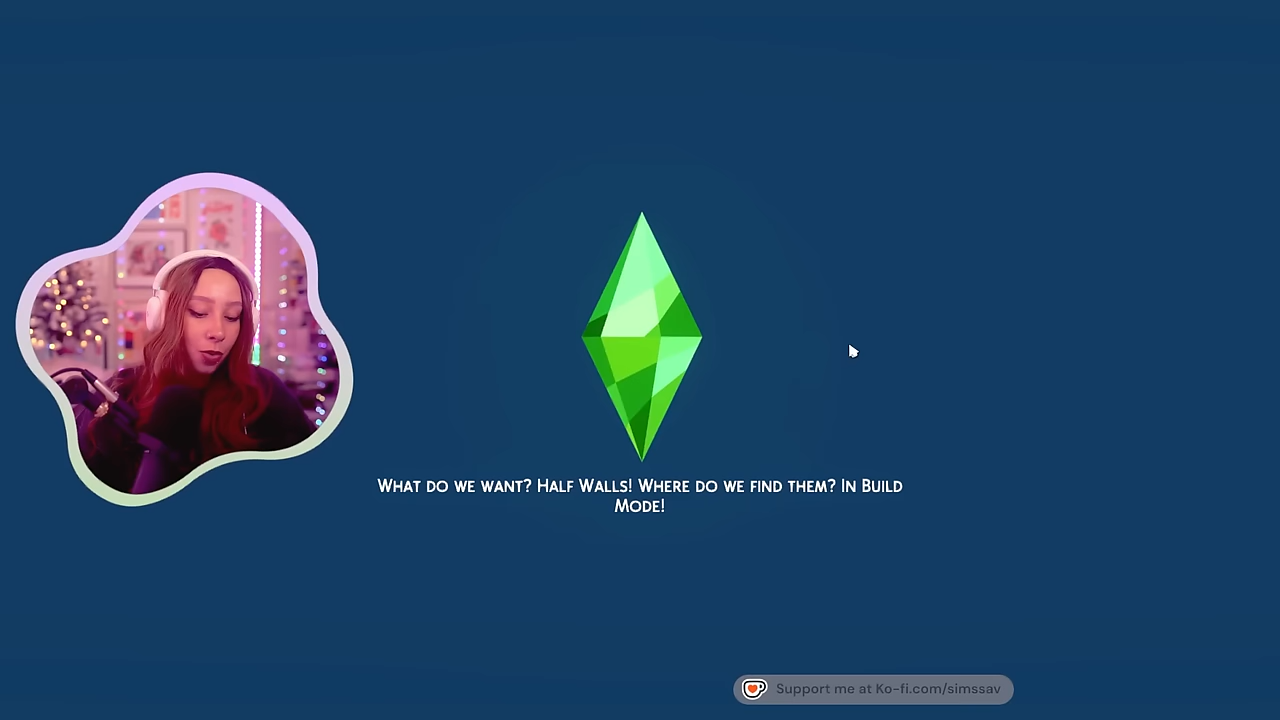 What do we want? Half Walls! Where do we find them? In Build
Mode!
Support me at Ko-fi.com/simssav